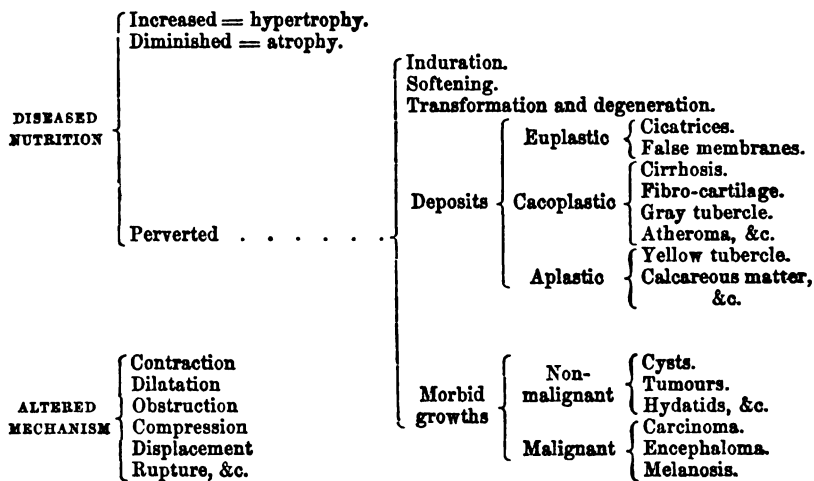 Increased = hypertrophy.
Diminished = atrophy.
DISEASED
NUTRITION
Perverted . . . . . .
Induration.
Softening.
Transformation and degeneration.
Deposits
Euplastic
Cicatrices.
False membranes.
Cacoplastic
Cirrhosis.
Fibro-cartilage.
Gray tubercle.
Atheroma, &c.
Aplastic
Yellow tubercle.
Calcareous matter,
&c.
Morbid
growths
Non-
malignant
Cysts.
Tumours.
Hydatids, &c.
Malignant
Carcinoma.
Encephaloma.
Melanosis.
ALTERED
MECHANISM
Contraction
Dilatation
Obstruction
Compression
Displacement
Rupture, &c.